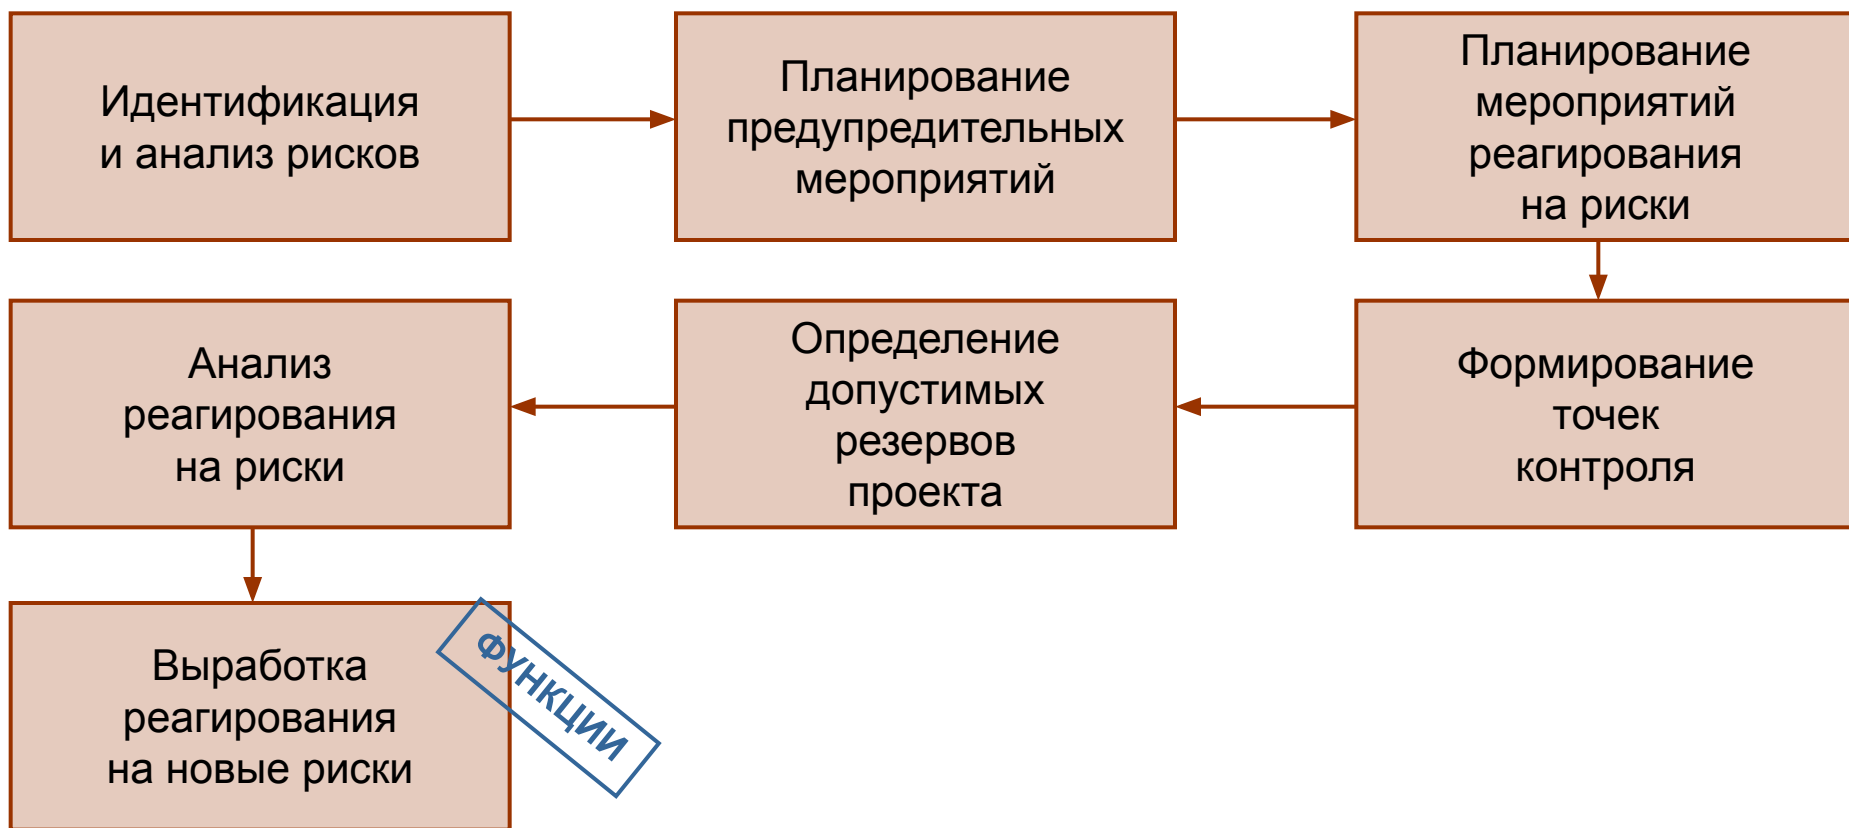 Идентификация
и анализ рисков
Планирование
предупредительных
мероприятий
Планирование
мероприятий
реагирования
на риски
Формирование
точек
контроля
Определение
допустимых
резервов
проекта
Анализ
реагирования
на риски
Выработка
реагирования
на новые риски
ФУНКЦИИ